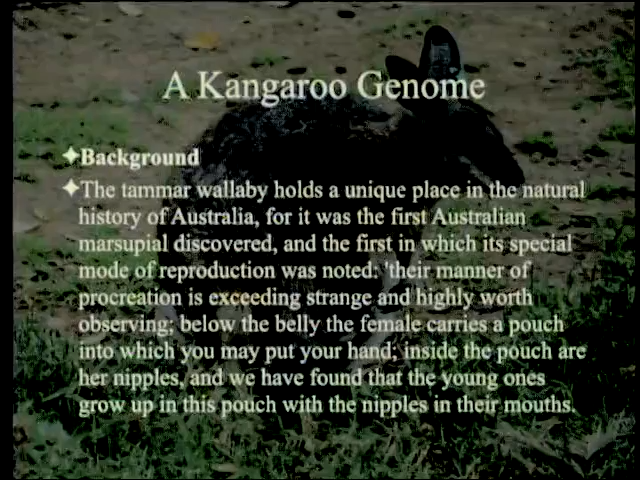 A Kangaroo Genome
Background
The tammar wallaby holds a unique place in the natural
history of Australia, for it was the first Australian
marsupial discovered, and the first in which its special
mode of reproduction was noted: 'their manner of
procreation is exceeding strange and highly worth
observing; below the belly the female carries a pouch
into which you may put your hand; inside the pouch are
her nipples, and we have found that the young ones
grow up in this pouch with the nipples in their mouths.